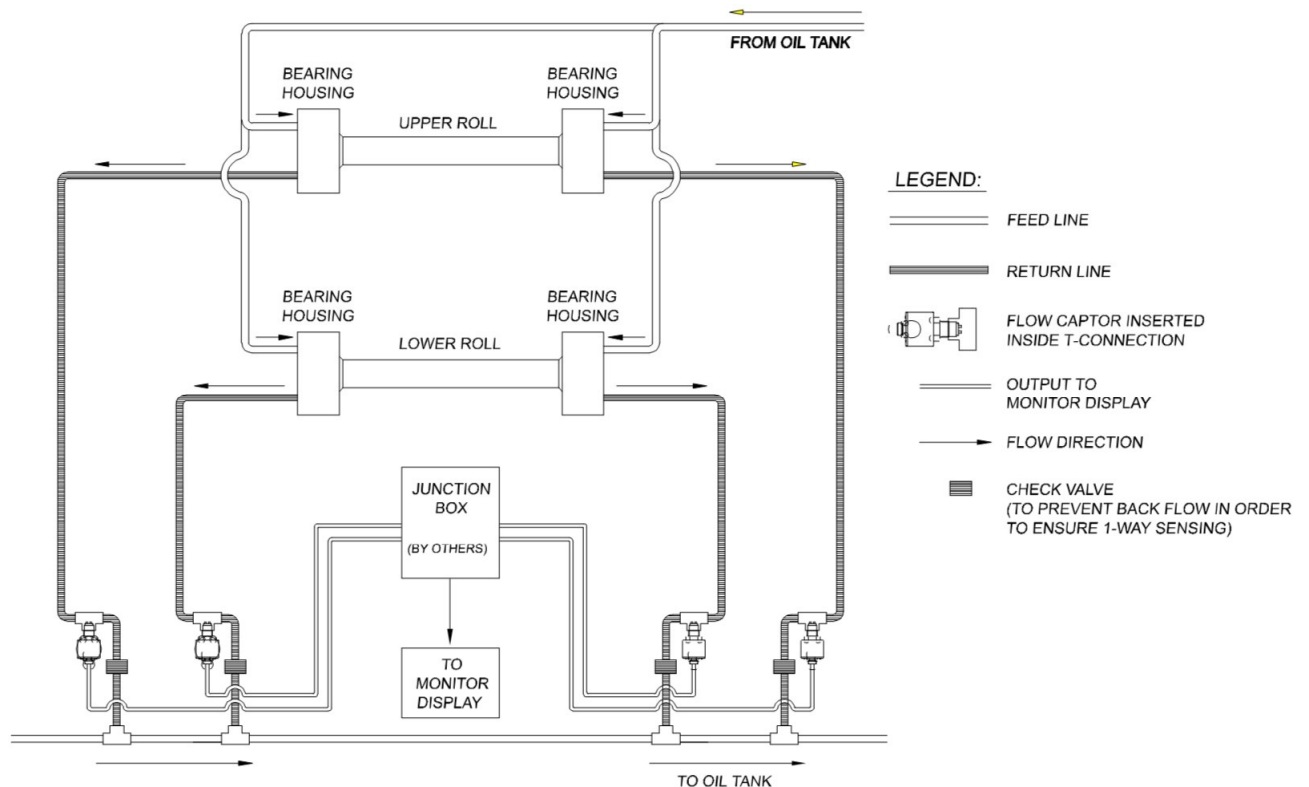 FROM OIL TANK
BEARING
HOUSING
BEARING
HOUSING
UPPER ROLL
BEARING
HOUSING
BEARING
HOUSING
LOWER ROLL
JUNCTION
BOX
(BY OTHERS)
TO
MONITOR
DISPLAY
TO OIL TANK
LEGEND:
FEED LINE
RETURN LINE
FLOW CAPTOR INSERTED
INSIDE T-CONNECTION
OUTPUT TO
MONITOR DISPLAY
FLOW DIRECTION
CHECK VALVE
(TO PREVENT BACK FLOW IN ORDER
TO ENSURE 1-WAY SENSING)